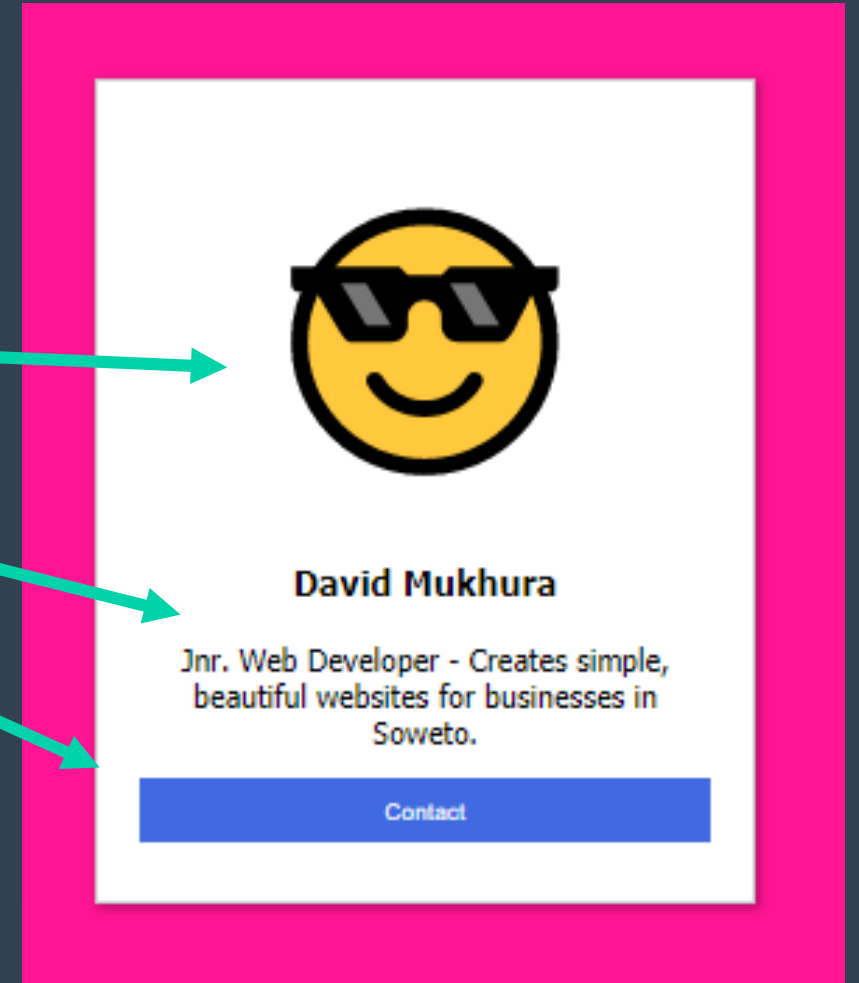 David Mukhura
Jnr. Web Developer - Creates simple,
beautiful websites for businesses in
Soweto.
Contact